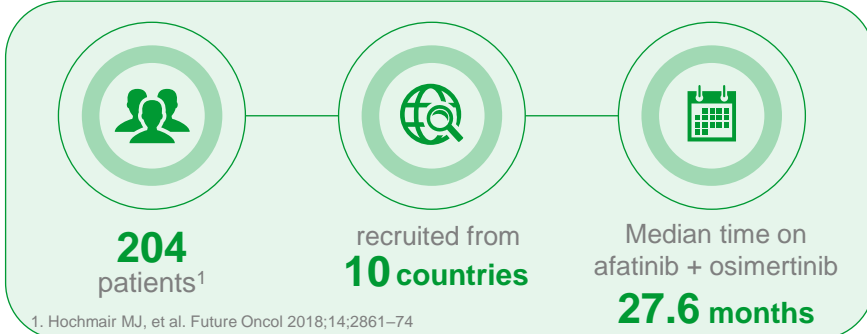 204
patients1
recruited from
10 countries
Median time on
afatinib + osimertinib
27.6 months
1. Hochmair MJ, et al. Future Oncol 2018;14;2861–74